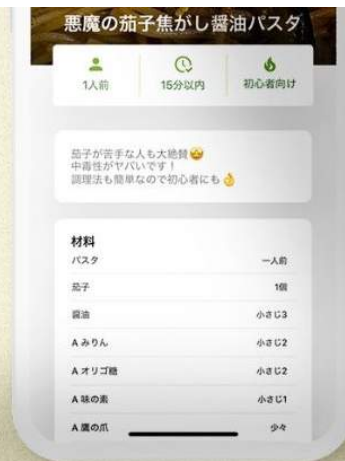 悪魔の茄子焦がし醤油パスタ
1人前
15分以内
初心者向け
茄子が苦手な人も大絶賛🤩
中毒性がヤバいです！
調理法も簡単なので初心者にも👌
材料
パスタ 一人前
茄子 1個
醤油 小さじ3
A みりん 小さじ2
A オリゴ糖 小さじ2
A 味の素 小さじ1
A 鷹の爪 少々